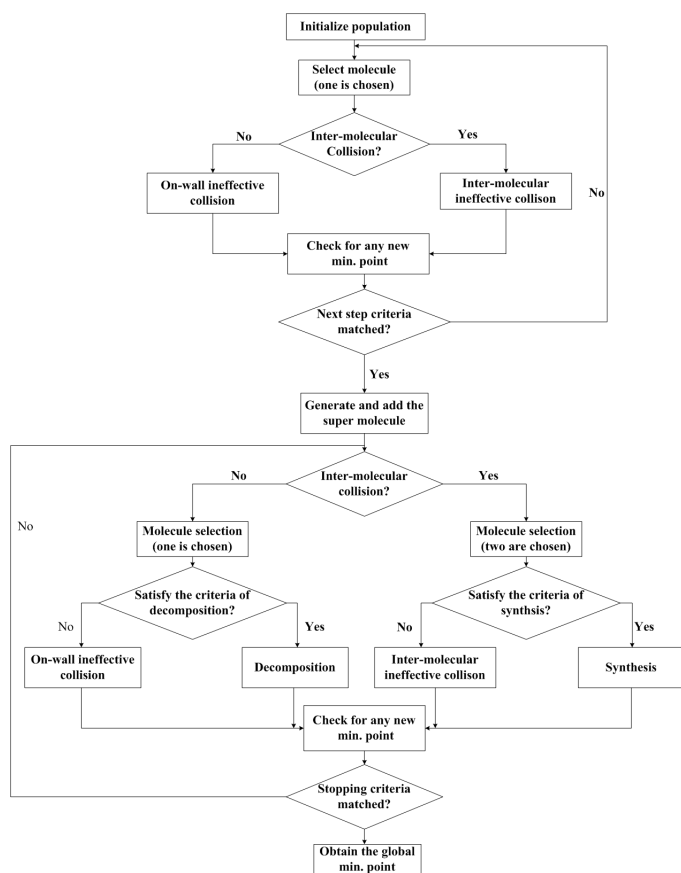 Initialize population
Select molecule
(one is chosen)
No
Inter-molecular
Collision?
Yes
On-wall ineffective
collision
Inter-molecular
ineffective collison
No
Check for any new
min. point
Next step criteria
matched?
Yes
Generate and add the
super molecule
No
Inter-molecular
collision?
Yes
No
Molecule selection
(one is chosen)
Molecule selection
(two are chosen)
Satisfy the criteria of
decomposition?
Satisfy the criteria of
synthsis?
No
Yes
No
Yes
On-wall ineffective
collision
Decomposition
Inter-molecular
ineffective collison
Synthesis
Check for any new
min. point
Stopping criteria
matched?
Obtain the global
min. point